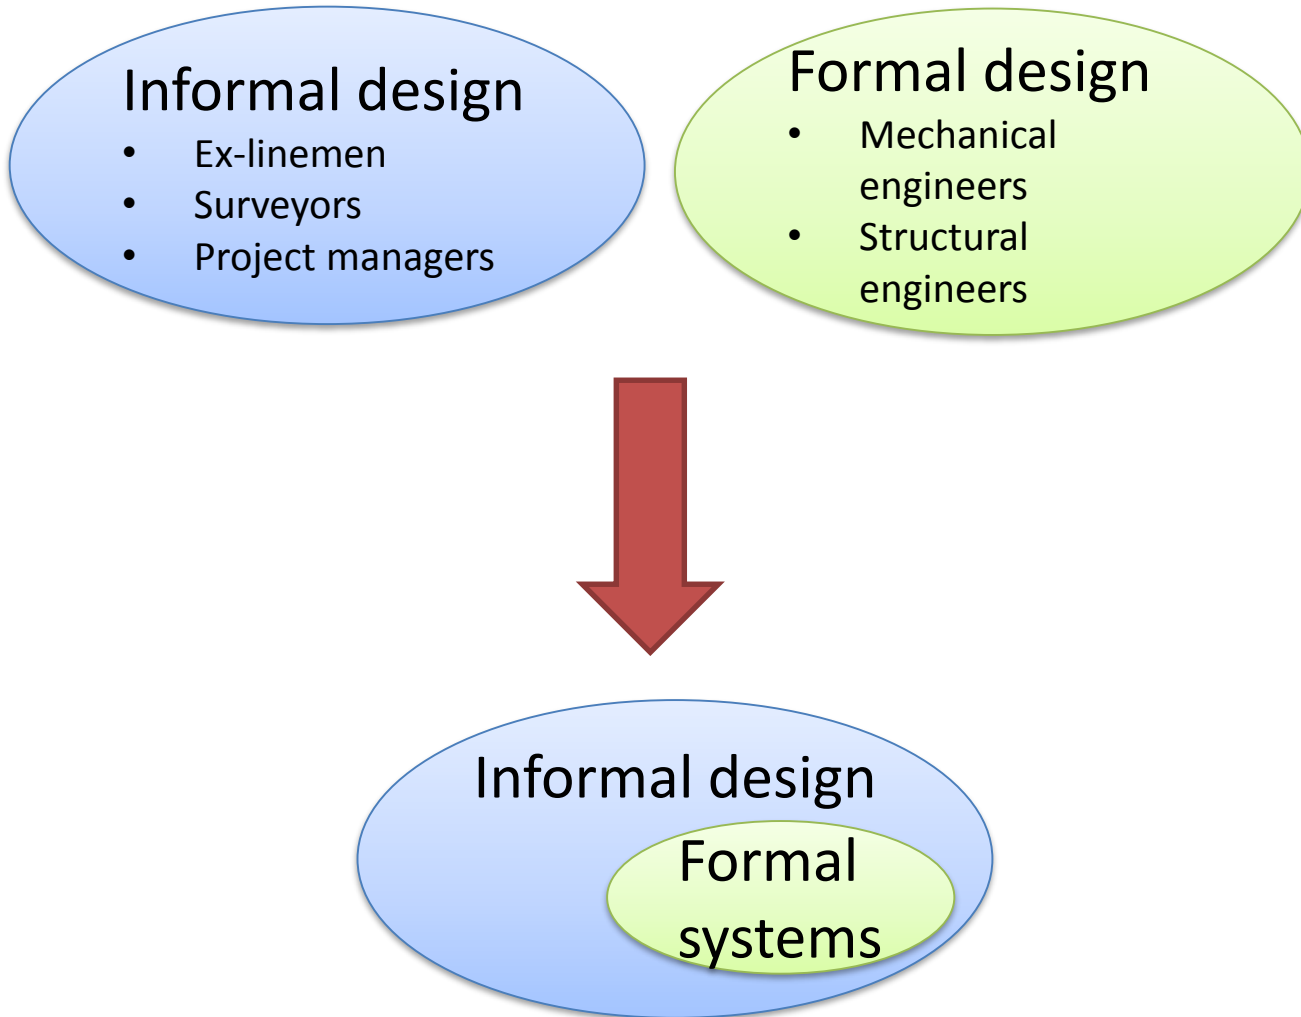 Informal design
• Ex-linemen
• Surveyors
• Project managers
Formal design
• Mechanical
engineers
• Structural
engineers
Informal design
Formal
systems